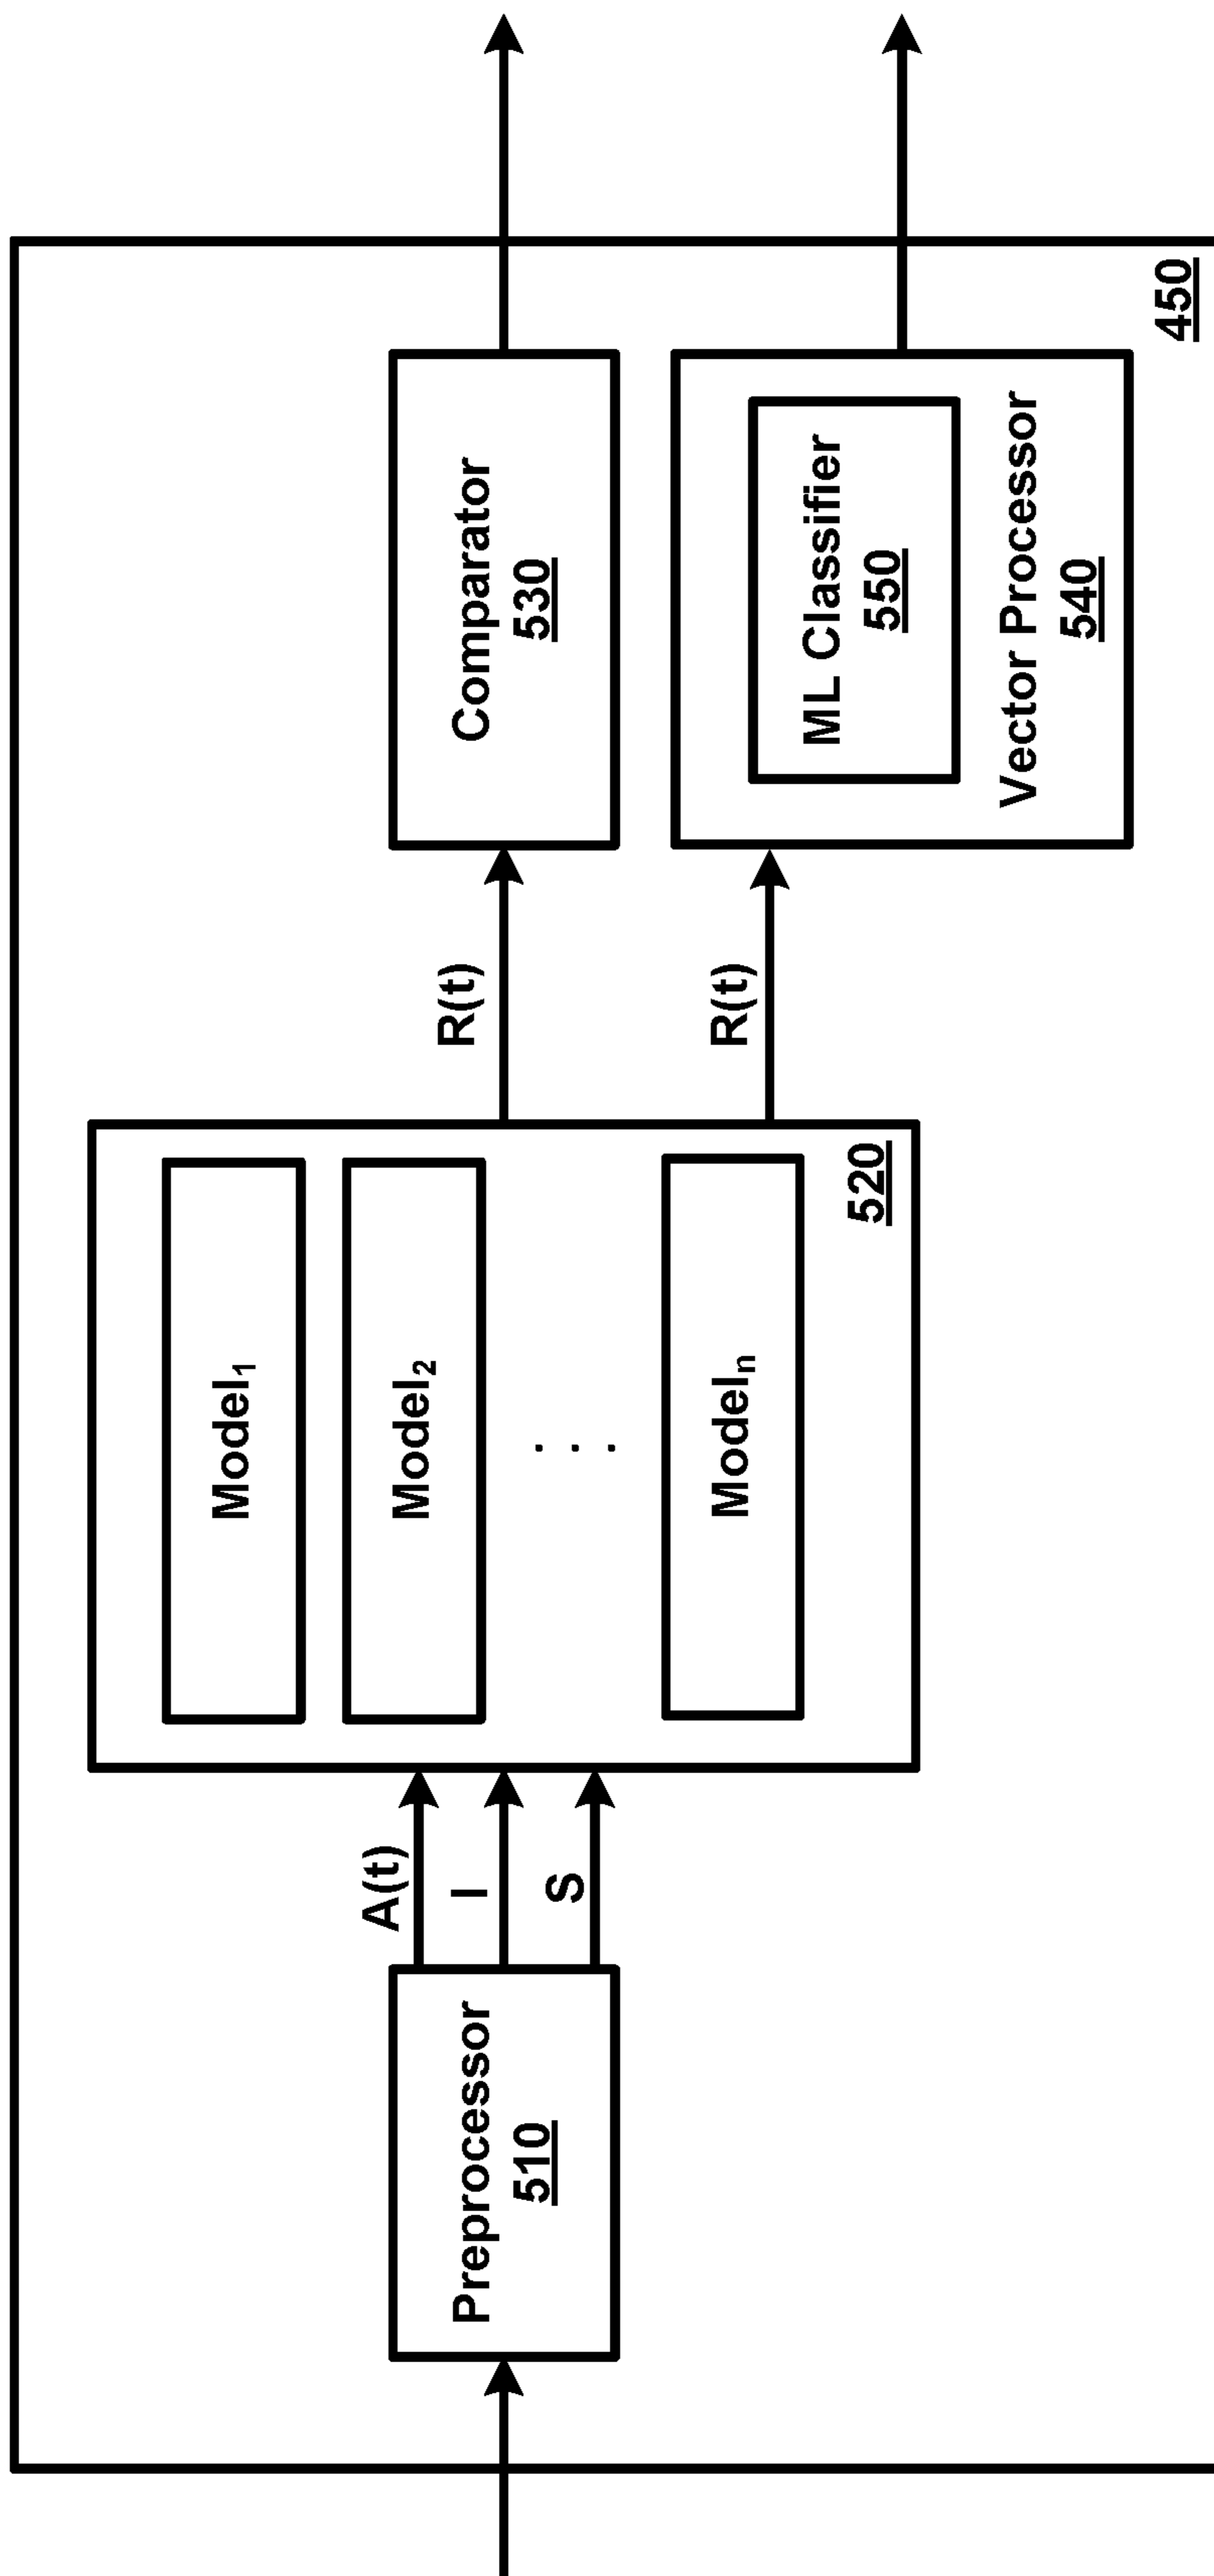 Preprocessor
510
A(t)
I
S
Model₁
Model₂
. . .
Modelₙ
520
R(t)
R(t)
Comparator
530
ML Classifier
550
Vector Processor
540
450